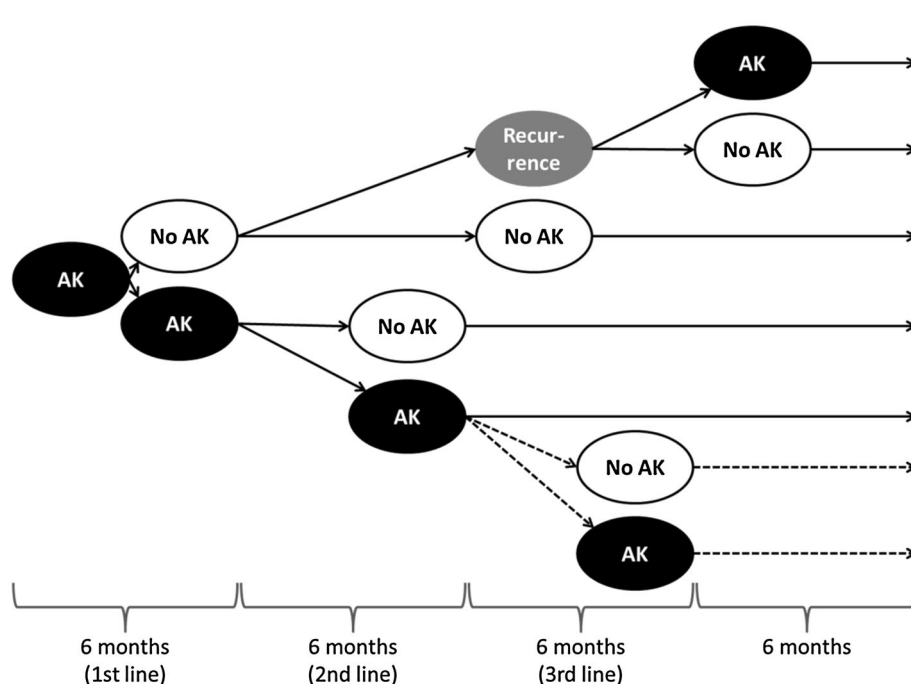 AK
Recur-
rence
No AK
No AK
No AK
AK
AK
No AK
AK
No AK
AK
6 months
(1st line)
6 months
(2nd line)
6 months
(3rd line)
6 months